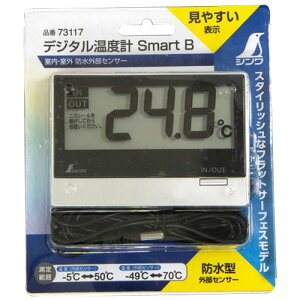 見やすい
表示
品番 73117
デジタル温度計 Smart B
室内・室外 防水外部センサー
シンワ
スタイリッシュなフラットサーフェスモデル
IN
OUT
24.8℃
IN/OUT
シンワ
測定
範囲
-5℃⟷50℃
-49℃⟷70℃
防水型
外部センサー